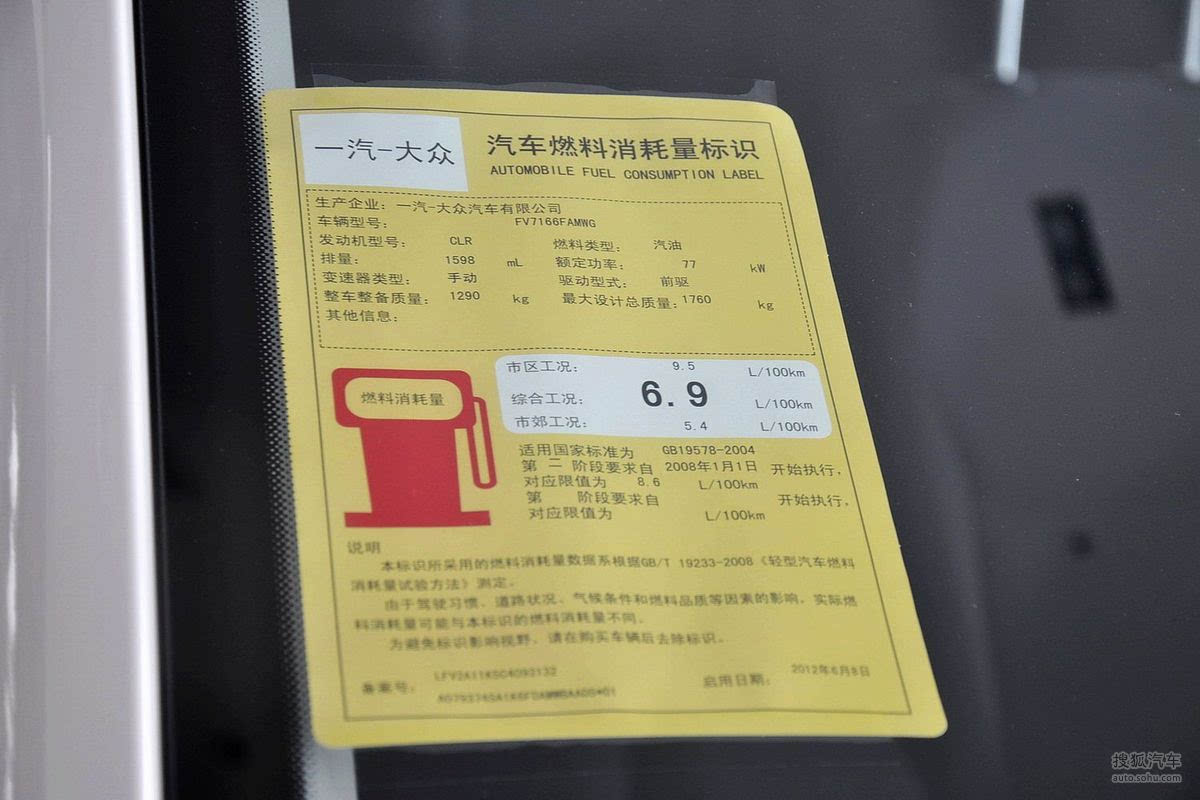 一汽-大众
汽车燃料消耗量标识
AUTOMOBILE FUEL CONSUMPTION LABEL
生产企业: 一汽-大众汽车有限公司
车辆型号: FV7166FAMWG
发动机型号: CLR 燃料类型: 汽油
排量: 1598 mL 额定功率: 77 kW
变速器类型: 手动 驱动型式: 前驱
整车整备质量: 1290 kg 最大设计总质量: 1760 kg
其他信息:
燃料消耗量
市区工况: 9.5 L/100km
综合工况: 6.9 L/100km
市郊工况: 5.4 L/100km
适用国家标准为 GB19578-2004
第 二 阶段要求自 2008年1月1日 开始执行,
对应限值为 8.6 L/100km
第 阶段要求自 开始执行,
对应限值为 L/100km
说明
本标识所采用的燃料消耗量数据系根据GB/T 19233-2008《轻型汽车燃料
消耗量试验方法》测定。
由于驾驶习惯、道路状况、气候条件和燃料品质等因素的影响, 实际燃
料消耗量可能与本标识的燃料消耗量不同。
为避免标识影响视野, 请在购买车辆后去除标识。
备案号: 启用日期: 2012年6月8日
搜狐汽车
auto.sohu.com